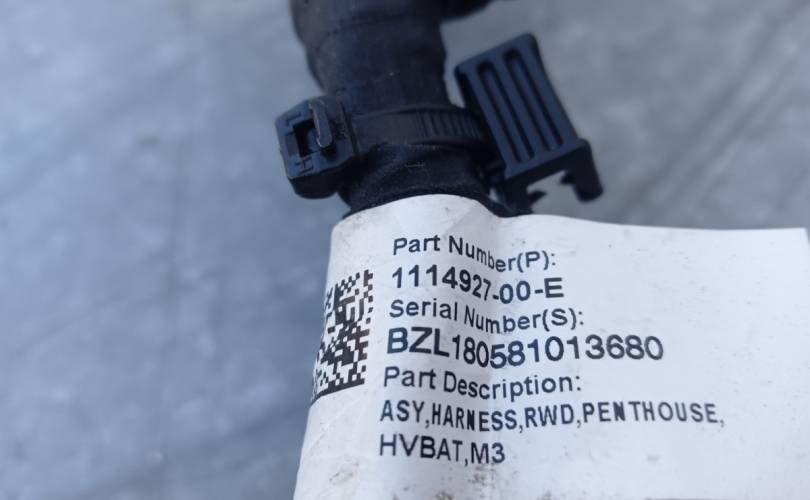 Part Number(P):
1114927-00-E
Serial Number(S):
BZL180581013680
Part Description:
ASY,HARNESS,RWD,PENTHOUSE,
HVBAT,M3